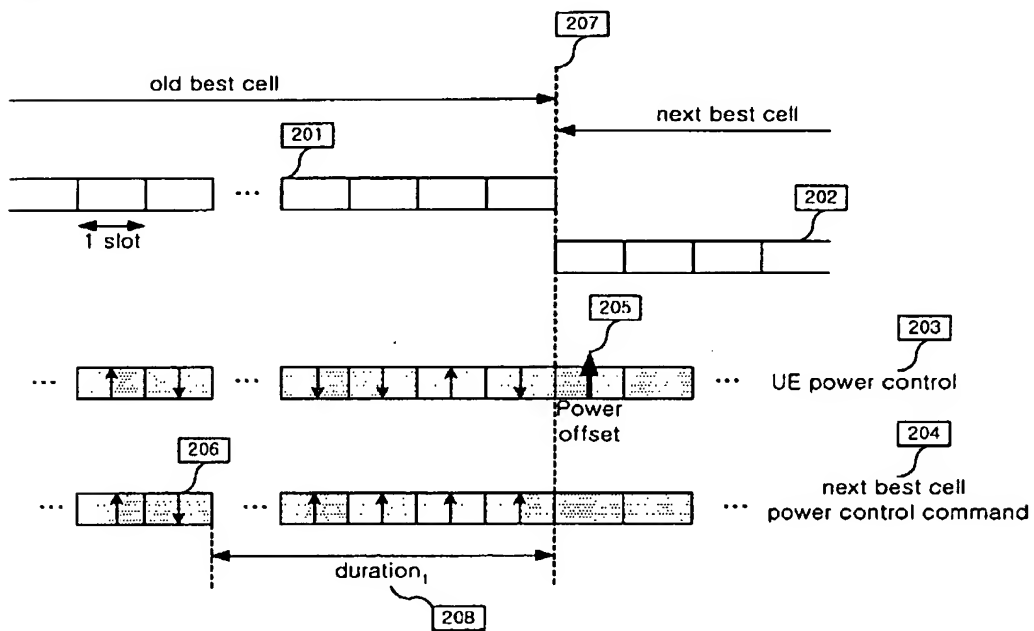 207
old best cell
next best cell
201
...
1 slot
202
205
203
... ... ... UE power control
Power
offset
206
204
... ... ... next best cell
power control command
duration₁
208